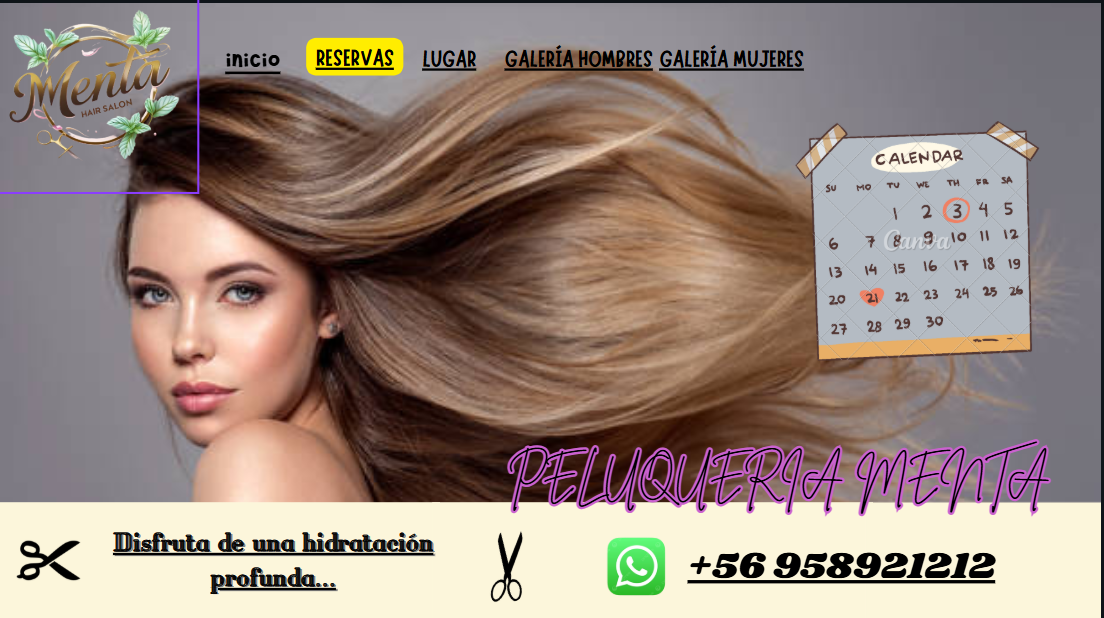 Menta
HAIR SALON
inicio
RESERVAS
LUGAR
GALERÍA HOMBRES
GALERÍA MUJERES
CALENDAR
SU MO TU WE TH FR SA
1 2 3 4 5
6 7 8 9 10 11 12
Canva
13 14 15 16 17 18 19
20 21 22 23 24 25 26
27 28 29 30
PELUQUERIA MENTA
Disfruta de una hidratación
profunda...
+56 958921212